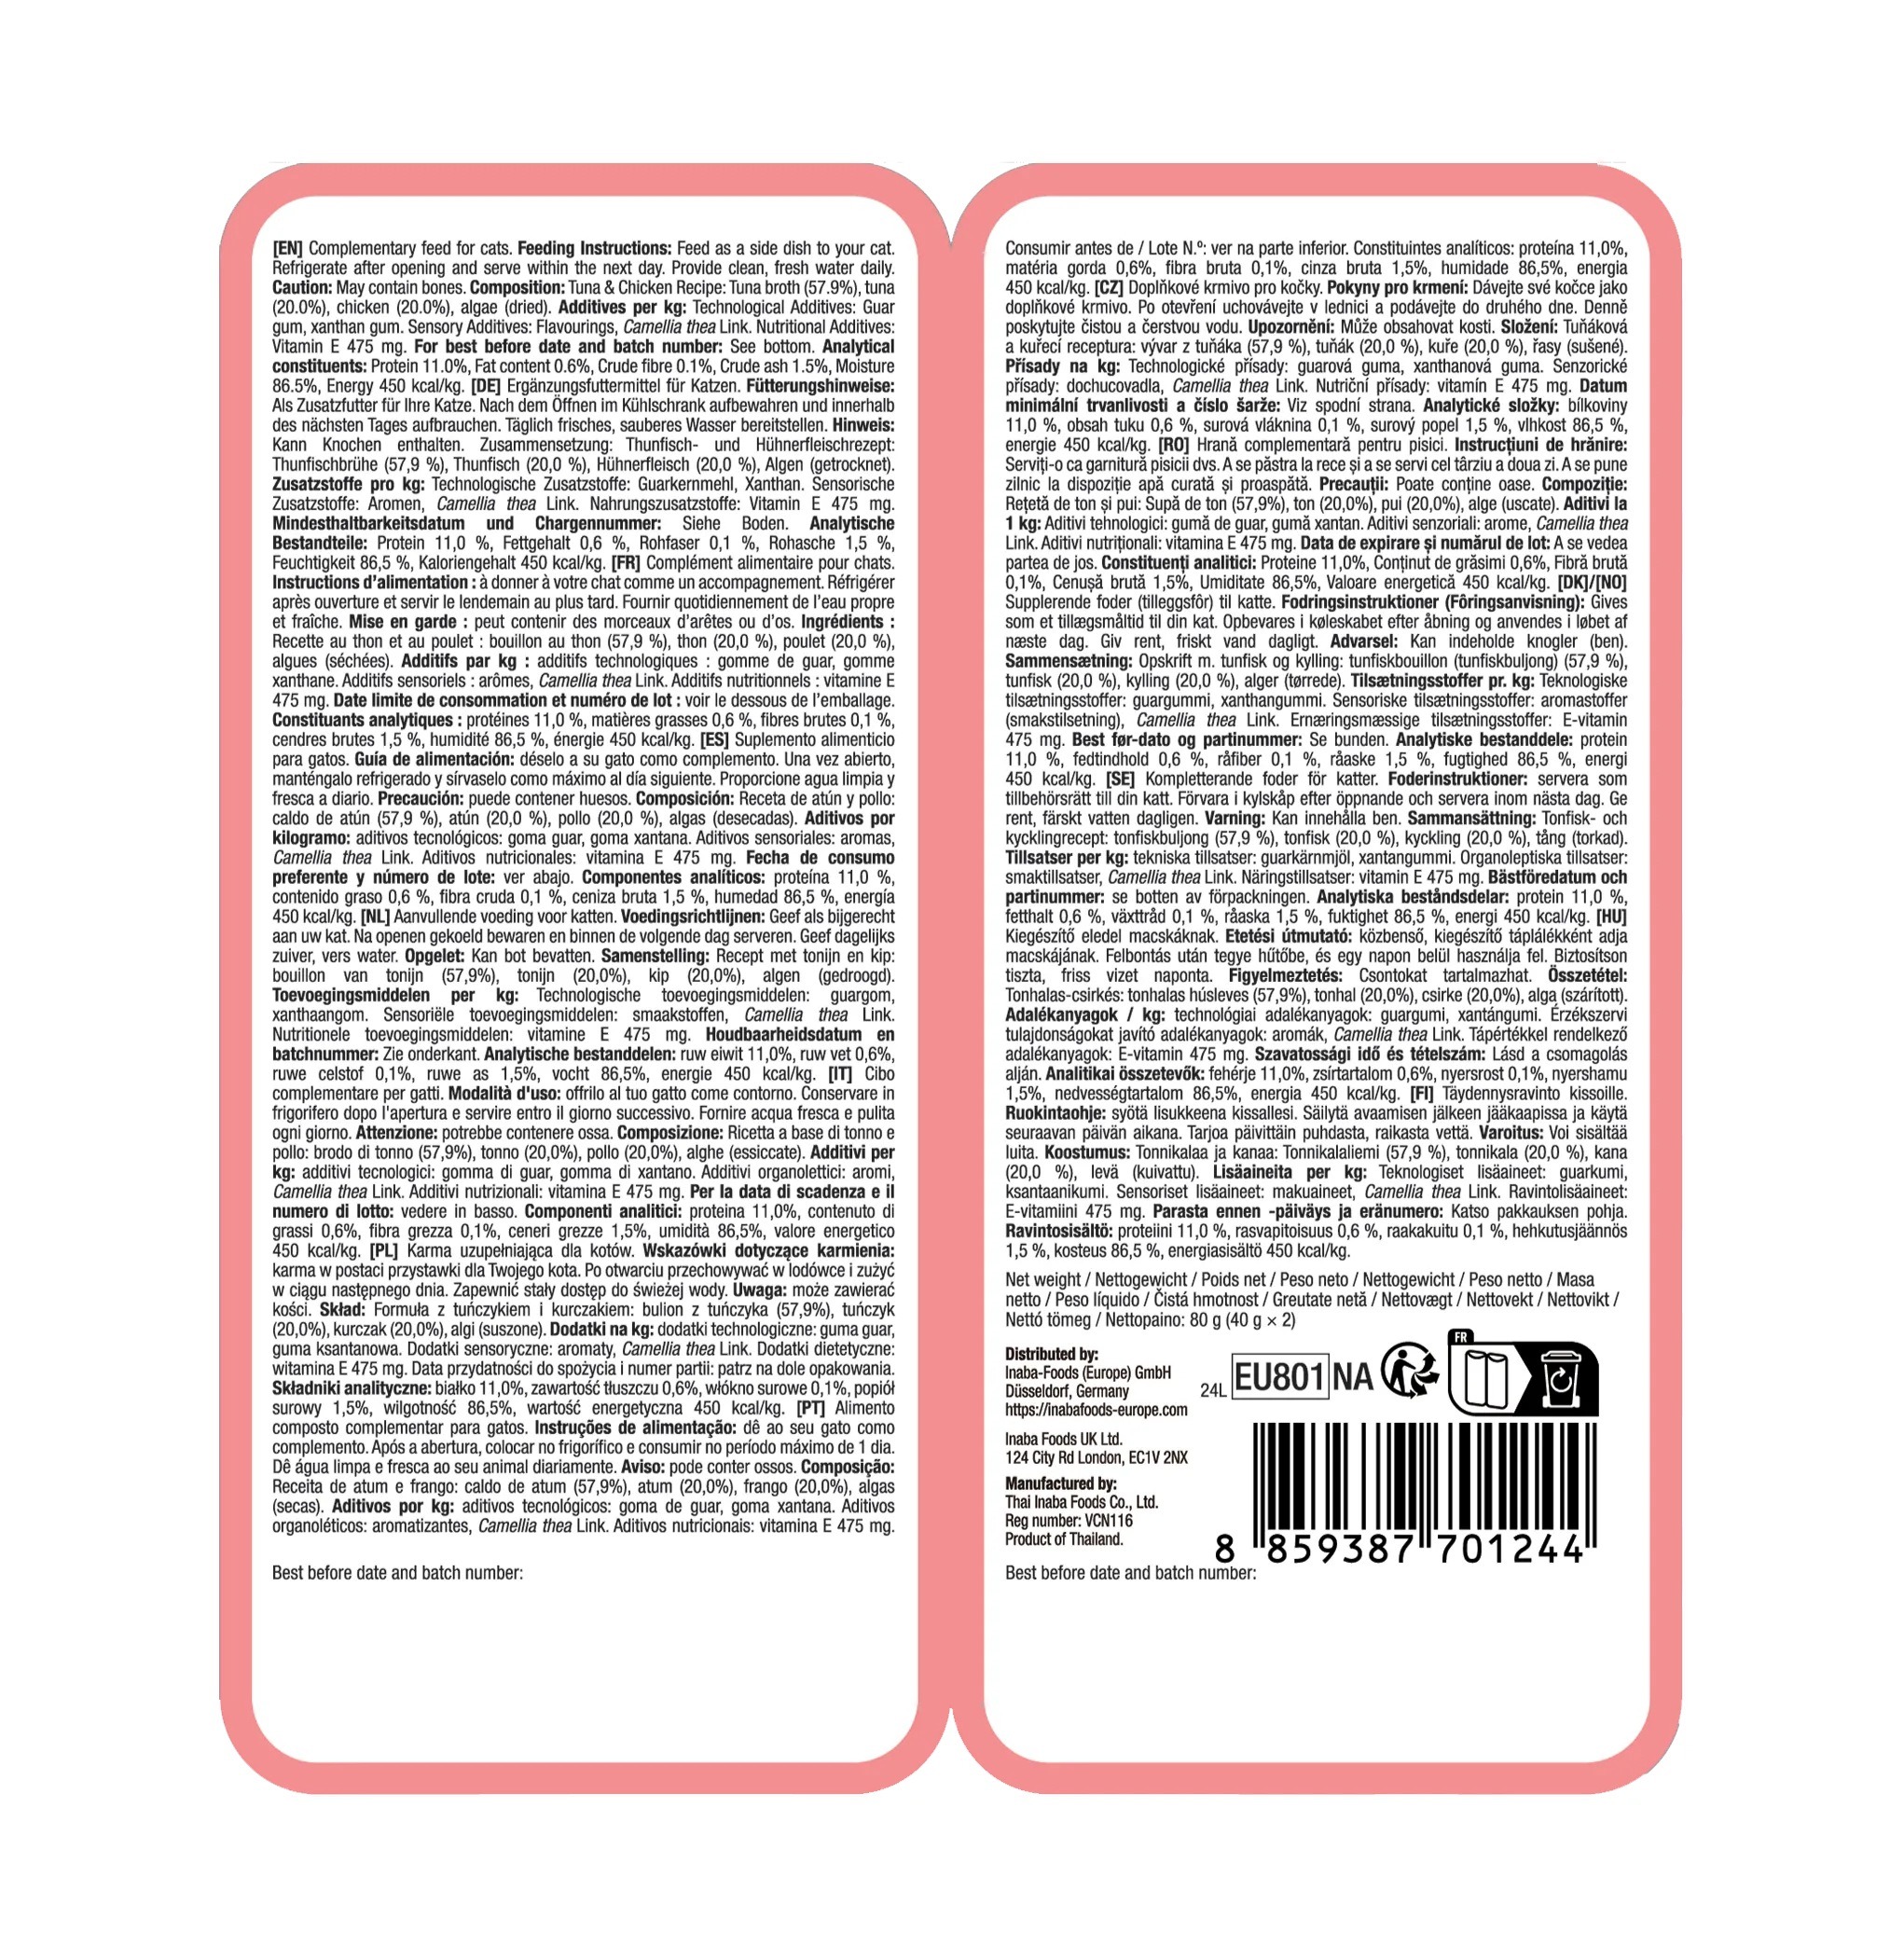 [EN] Complementary feed for cats. Feeding Instructions: Feed as a side dish to your cat.
Refrigerate after opening and serve within the next day. Provide clean, fresh water daily.
Caution: May contain bones. Composition: Tuna & Chicken Recipe: Tuna broth (57.9%), tuna
(20.0%), chicken (20.0%), algae (dried). Additives per kg: Technological Additives: Guar
gum, xanthan gum. Sensory Additives: Flavourings, Camellia thea Link. Nutritional Additives:
Vitamin E 475 mg. For best before date and batch number: See bottom. Analytical
constituents: Protein 11.0%, Fat content 0.6%, Crude fibre 0.1%, Crude ash 1.5%, Moisture
86.5%, Energy 450 kcal/kg. [DE] Ergänzungsfuttermittel für Katzen. Fütterungshinweise:
Als Zusatzfutter für Ihre Katze. Nach dem Öffnen im Kühlschrank aufbewahren und innerhalb
des nächsten Tages aufbrauchen. Täglich frisches, sauberes Wasser bereitstellen. Hinweis:
Kann Knochen enthalten. Zusammensetzung: Thunfisch- und Hühnerfleischrezept:
Thunfischbrühe (57,9 %), Thunfisch (20,0 %), Hühnerfleisch (20,0 %), Algen (getrocknet).
Zusatzstoffe pro kg: Technologische Zusatzstoffe: Guarkernmehl, Xanthan. Sensorische
Zusatzstoffe: Aromen, Camellia thea Link. Nahrungszusatzstoffe: Vitamin E 475 mg.
Mindesthaltbarkeitsdatum und Chargennummer: Siehe Boden. Analytische
Bestandteile: Protein 11,0 %, Fettgehalt 0,6 %, Rohfaser 0,1 %, Rohasche 1,5 %,
Feuchtigkeit 86,5 %, Kaloriengehalt 450 kcal/kg. [FR] Complément alimentaire pour chats.
Instructions d’alimentation : à donner à votre chat comme un accompagnement. Réfrigérer
après ouverture et servir le lendemain au plus tard. Fournir quotidiennement de l’eau propre
et fraîche. Mise en garde : peut contenir des morceaux d’arêtes ou d’os. Ingrédients :
Recette au thon et au poulet : bouillon au thon (57,9 %), thon (20,0 %), poulet (20,0 %),
algues (séchées). Additifs par kg : additifs technologiques : gomme de guar, gomme
xanthane. Additifs sensoriels : arômes, Camellia thea Link. Additifs nutritionnels : vitamine E
475 mg. Date limite de consommation et numéro de lot : voir le dessous de l’emballage.
Constituants analytiques : protéines 11,0 %, matières grasses 0,6 %, fibres brutes 0,1 %,
cendres brutes 1,5 %, humidité 86,5 %, énergie 450 kcal/kg. [ES] Suplemento alimenticio
para gatos. Guía de alimentación: déselo a su gato como complemento. Una vez abierto,
manténgalo refrigerado y sírvaselo como máximo al día siguiente. Proporcione agua limpia y
fresca a diario. Precaución: puede contener huesos. Composición: Receta de atún y pollo:
caldo de atún (57,9 %), atún (20,0 %), pollo (20,0 %), algas (desecadas). Aditivos por
kilogramo: aditivos tecnológicos: goma guar, goma xantana. Aditivos sensoriales: aromas,
Camellia thea Link. Aditivos nutricionales: vitamina E 475 mg. Fecha de consumo
preferente y número de lote: ver abajo. Componentes analíticos: proteína 11,0 %,
contenido graso 0,6 %, fibra cruda 0,1 %, ceniza bruta 1,5 %, humedad 86,5 %, energía
450 kcal/kg. [NL] Aanvullende voeding voor katten. Voedingsrichtlijnen: Geef als bijgerecht
aan uw kat. Na openen gekoeld bewaren en binnen de volgende dag serveren. Geef dagelijks
zuiver, vers water. Opgelet: Kan bot bevatten. Samenstelling: Recept met tonijn en kip:
bouillon van tonijn (57,9%), tonijn (20,0%), kip (20,0%), algen (gedroogd).
Toevoegingsmiddelen per kg: Technologische toevoegingsmiddelen: guargom,
xanthaangom. Sensoriële toevoegingsmiddelen: smaakstoffen, Camellia thea Link.
Nutritionele toevoegingsmiddelen: vitamine E 475 mg. Houdbaarheidsdatum en
batchnummer: Zie onderkant. Analytische bestanddelen: ruw eiwit 11,0%, ruw vet 0,6%,
ruwe celstof 0,1%, ruwe as 1,5%, vocht 86,5%, energie 450 kcal/kg. [IT] Cibo
complementare per gatti. Modalità d'uso: offrilo al tuo gatto come contorno. Conservare in
frigorifero dopo l'apertura e servire entro il giorno successivo. Fornire acqua fresca e pulita
ogni giorno. Attenzione: potrebbe contenere ossa. Composizione: Ricetta a base di tonno e
pollo: brodo di tonno (57,9%), tonno (20,0%), pollo (20,0%), alghe (essiccate). Additivi per
kg: additivi tecnologici: gomma di guar, gomma di xantano. Additivi organolettici: aromi,
Camellia thea Link. Additivi nutrizionali: vitamina E 475 mg. Per la data di scadenza e il
numero di lotto: vedere in basso. Componenti analitici: proteina 11,0%, contenuto di
grassi 0,6%, fibra grezza 0,1%, ceneri grezze 1,5%, umidità 86,5%, valore energetico
450 kcal/kg. [PL] Karma uzupełniająca dla kotów. Wskazówki dotyczące karmienia:
karma w postaci przystawki dla Twojego kota. Po otwarciu przechowywać w lodówce i zużyć
w ciągu następnego dnia. Zapewnić stały dostęp do świeżej wody. Uwaga: może zawierać
kości. Skład: Formuła z tuńczykiem i kurczakiem: bulion z tuńczyka (57,9%), tuńczyk
(20,0%), kurczak (20,0%), algi (suszone). Dodatki na kg: dodatki technologiczne: guma guar,
guma ksantanowa. Dodatki sensoryczne: aromaty, Camellia thea Link. Dodatki dietetyczne:
witamina E 475 mg. Data przydatności do spożycia i numer partii: patrz na dole opakowania.
Składniki analityczne: białko 11,0%, zawartość tłuszczu 0,6%, włókno surowe 0,1%, popiół
surowy 1,5%, wilgotność 86,5%, wartość energetyczna 450 kcal/kg. [PT] Alimento
composto complementar para gatos. Instruções de alimentação: dê ao seu gato como
complemento. Após a abertura, colocar no frigorífico e consumir no período máximo de 1 dia.
Dê água limpa e fresca ao seu animal diariamente. Aviso: pode conter ossos. Composição:
Receita de atum e frango: caldo de atum (57,9%), atum (20,0%), frango (20,0%), algas
(secas). Aditivos por kg: aditivos tecnológicos: goma de guar, goma xantana. Aditivos
organoléticos: aromatizantes, Camellia thea Link. Aditivos nutricionais: vitamina E 475 mg.
Best before date and batch number:
Consumir antes de / Lote N.º: ver na parte inferior. Constituintes analíticos: proteína 11,0%,
matéria gorda 0,6%, fibra bruta 0,1%, cinza bruta 1,5%, humidade 86,5%, energia
450 kcal/kg. [CZ] Doplňkové krmivo pro kočky. Pokyny pro krmení: Dávejte své kočce jako
doplňkové krmivo. Po otevření uchovávejte v lednici a podávejte do druhého dne. Denně
poskytujte čistou a čerstvou vodu. Upozornění: Může obsahovat kosti. Složení: Tuňáková
a kuřecí receptura: vývar z tuňáka (57,9 %), tuňák (20,0 %), kuře (20,0 %), řasy (sušené).
Přísady na kg: Technologické přísady: guarová guma, xanthanová guma. Senzorické
přísady: dochucovadla, Camellia thea Link. Nutriční přísady: vitamín E 475 mg. Datum
minimální trvanlivosti a číslo šarže: Viz spodní strana. Analytické složky: bílkoviny
11,0 %, obsah tuku 0,6 %, surová vláknina 0,1 %, surový popel 1,5 %, vlhkost 86,5 %,
energie 450 kcal/kg. [RO] Hrană complementară pentru pisici. Instrucțiuni de hrănire:
Serviți-o ca garnitură pisicii dvs. A se păstra la rece și a se servi cel târziu a doua zi. A se pune
zilnic la dispoziție apă curată și proaspătă. Precauții: Poate conține oase. Compoziție:
Rețetă de ton și pui: Supă de ton (57,9%), ton (20,0%), pui (20,0%), alge (uscate). Aditivi la
1 kg: Aditivi tehnologici: gumă de guar, gumă xantan. Aditivi senzoriali: arome, Camellia thea
Link. Aditivi nutriționali: vitamina E 475 mg. Data de expirare și numărul de lot: A se vedea
partea de jos. Constituenți analitici: Proteine 11,0%, Conținut de grăsimi 0,6%, Fibră brută
0,1%, Cenușă brută 1,5%, Umiditate 86,5%, Valoare energetică 450 kcal/kg. [DK]/[NO]
Supplerende foder (tilleggsfôr) til katte. Fodringsinstruktioner (Fôringsanvisning): Gives
som et tillægsmåltid til din kat. Opbevares i køleskabet efter åbning og anvendes i løbet af
næste dag. Giv rent, friskt vand dagligt. Advarsel: Kan indeholde knogler (ben).
Sammensætning: Opskrift m. tunfisk og kylling: tunfiskbouillon (tunfiskbuljong) (57,9 %),
tunfisk (20,0 %), kylling (20,0 %), alger (tørrede). Tilsætningsstoffer pr. kg: Teknologiske
tilsætningsstoffer: guargummi, xanthangummi. Sensoriske tilsætningsstoffer: aromastoffer
(smakstilsetning), Camellia thea Link. Ernæringsmæssige tilsætningsstoffer: E-vitamin
475 mg. Best før-dato og partinummer: Se bunden. Analytiske bestanddele: protein
11,0 %, fedtindhold 0,6 %, råfiber 0,1 %, råaske 1,5 %, fugtighed 86,5 %, energi
450 kcal/kg. [SE] Kompletterande foder för katter. Foderinstruktioner: servera som
tillbehörsrätt till din katt. Förvara i kylskåp efter öppnande och servera inom nästa dag. Ge
rent, färskt vatten dagligen. Varning: Kan innehålla ben. Sammansättning: Tonfisk- och
kycklingrecept: tonfiskbuljong (57,9 %), tonfisk (20,0 %), kyckling (20,0 %), tång (torkad).
Tillsatser per kg: tekniska tillsatser: guarkärnmjöl, xantangummi. Organoleptiska tillsatser:
smaktillsatser, Camellia thea Link. Näringstillsatser: vitamin E 475 mg. Bästföredatum och
partinummer: se botten av förpackningen. Analytiska beståndsdelar: protein 11,0 %,
fetthalt 0,6 %, växttråd 0,1 %, råaska 1,5 %, fuktighet 86,5 %, energi 450 kcal/kg. [HU]
Kiegészítő eledel macskáknak. Etetési útmutató: közbenső, kiegészítő táplálékként adja
macskájának. Felbontás után tegye hűtőbe, és egy napon belül használja fel. Biztosítson
tiszta, friss vizet naponta. Figyelmeztetés: Csontokat tartalmazhat. Összetétel:
Tonhalas-csirkés: tonhalas húsleves (57,9%), tonhal (20,0%), csirke (20,0%), alga (szárított).
Adalékanyagok / kg: technológiai adalékanyagok: guargumi, xantángumi. Érzékszervi
tulajdonságokat javító adalékanyagok: aromák, Camellia thea Link. Tápértékkel rendelkező
adalékanyagok: E-vitamin 475 mg. Szavatossági idő és tételszám: Lásd a csomagolás
alján. Analitikai összetevők: fehérje 11,0%, zsírtartalom 0,6%, nyersrost 0,1%, nyershamu
1,5%, nedvességtartalom 86,5%, energia 450 kcal/kg. [FI] Täydennysravinto kissoille.
Ruokintaohje: syötä lisukkeena kissallesi. Säilytä avaamisen jälkeen jääkaapissa ja käytä
seuraavan päivän aikana. Tarjoa päivittäin puhdasta, raikasta vettä. Varoitus: Voi sisältää
luita. Koostumus: Tonnikalaa ja kanaa: Tonnikalaliemi (57,9 %), tonnikala (20,0 %), kana
(20,0 %), levä (kuivattu). Lisäaineita per kg: Teknologiset lisäaineet: guarkumi,
ksantaanikumi. Sensoriset lisäaineet: makuaineet, Camellia thea Link. Ravintolisäaineet:
E-vitamiini 475 mg. Parasta ennen -päiväys ja eränumero: Katso pakkauksen pohja.
Ravintosisältö: proteiini 11,0 %, rasvapitoisuus 0,6 %, raakakuitu 0,1 %, hehkutusjäännös
1,5 %, kosteus 86,5 %, energiasisältö 450 kcal/kg.
Net weight / Nettogewicht / Poids net / Peso neto / Nettogewicht / Peso netto / Masa
netto / Peso líquido / Čistá hmotnost / Greutate netă / Nettovægt / Nettovekt / Nettovikt /
Nettó tömeg / Nettopaino: 80 g (40 g × 2)
Distributed by:
Inaba-Foods (Europe) GmbH
Düsseldorf, Germany
https://inabafoods-europe.com
Inaba Foods UK Ltd.
124 City Rd London, EC1V 2NX
Manufactured by:
Thai Inaba Foods Co., Ltd.
Reg number: VCN116
Product of Thailand.
24L EU801 NA
FR
8 859387 701244
Best before date and batch number: